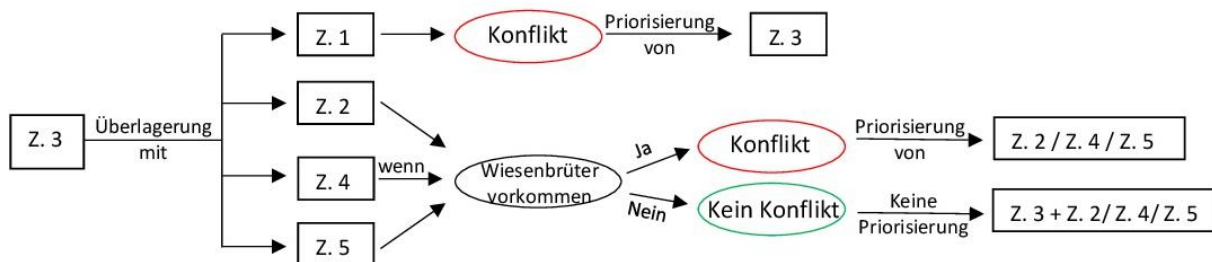 Z. 3
Überlagerung
mit
Z. 1
Konflikt
Priorisierung
von
Z. 3
Z. 2
Z. 4
wenn
Z. 5
Wiesenbrüter
vorkommen
Ja
Konflikt
Priorisierung
von
Z. 2 / Z. 4 / Z. 5
Nein
Kein Konflikt
Keine
Priorisierung
Z. 3 + Z. 2/ Z. 4/ Z. 5